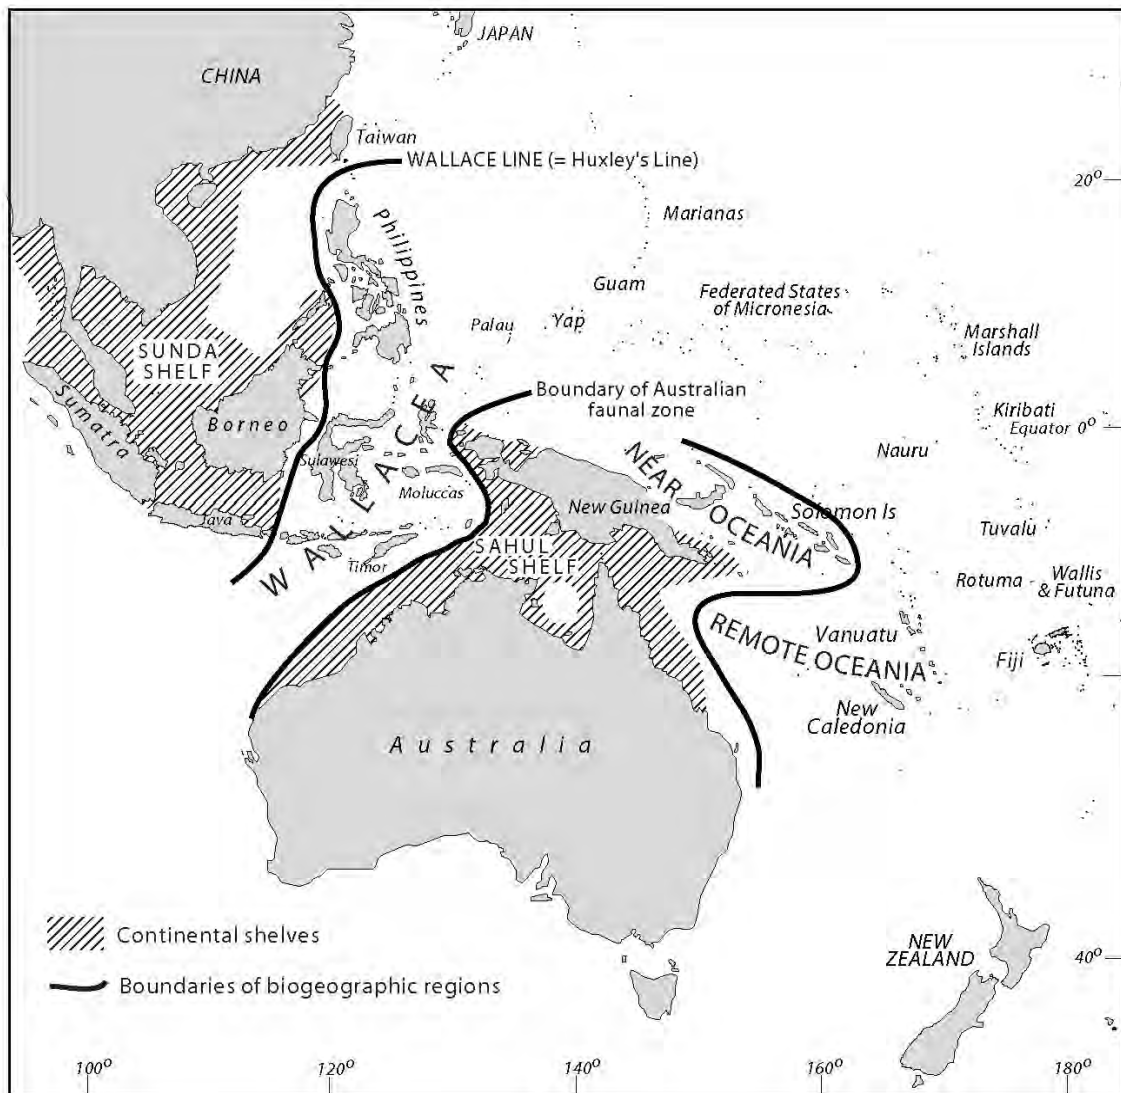 JAPAN
CHINA
Taiwan
WALLACE LINE (= Huxley's Line)
20°
Philippines
Marianas
Guam
Federated States
of Micronesia
Palau
Yap
Marshall
Islands
SUNDA
SHELF
Boundary of Australian
faunal zone
Sumatra
Borneo
WALLACEA
Kiribati
Equator 0°
Nauru
Sulawesi
Moluccas
NEAR
OCEANIA
New Guinea
Solomon Is
Java
Timor
SAHUL
SHELF
Tuvalu
Rotuma
Wallis
& Futuna
REMOTE OCEANIA
Vanuatu
Fiji
New
Caledonia
Australia
Continental shelves
Boundaries of biogeographic regions
NEW
ZEALAND
40°
100°
120°
140°
160°
180°